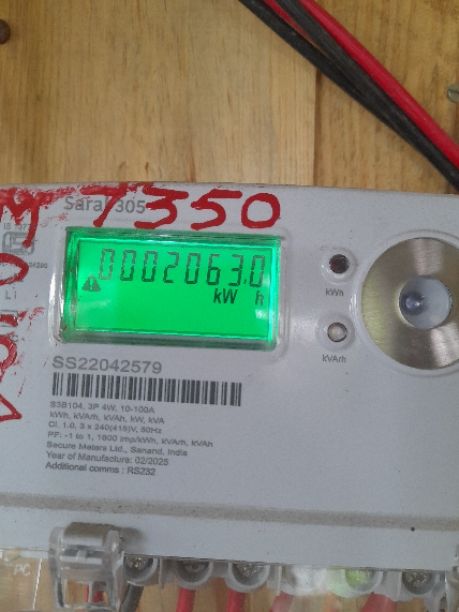 T350
Saral 305
0002063.0
kW h
kWh
kVArh
SS22042579
S3B104, 3P 4W, 10-100A
kWh, kVArh, kVAh, kW, kVA
Cl. 1.0, 3 x 240(415)V, 50Hz
PF: -1 to 1, 1600 imp/kWh, kVArh, kVAh
Secure Meters Ltd., Sanand, India
Year of Manufacture: 02/2025
Additional comms : RS232